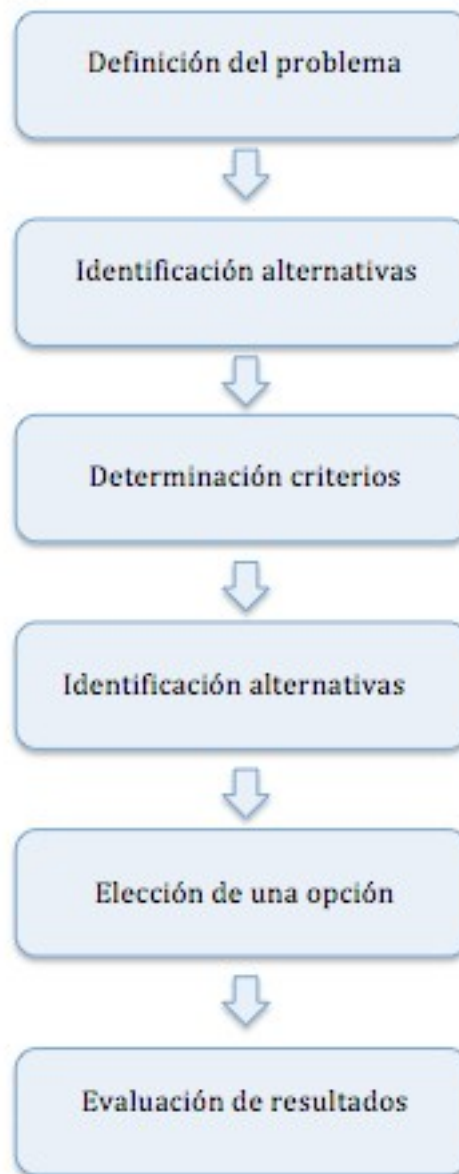 Definición del problema
Identificación alternativas
Determinación criterios
Identificación alternativas
Elección de una opción
Evaluación de resultados